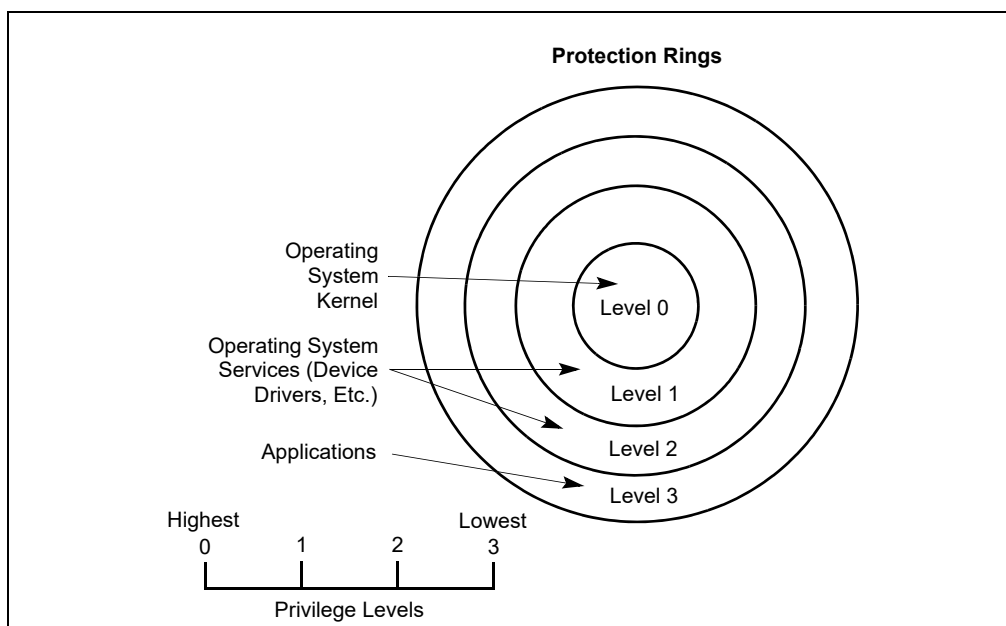 Protection Rings
Operating
System
Kernel
Level 0
Operating System
Services (Device
Drivers, Etc.)
Level 1
Level 2
Applications
Level 3
Highest
Lowest
0
1
2
3
Privilege Levels